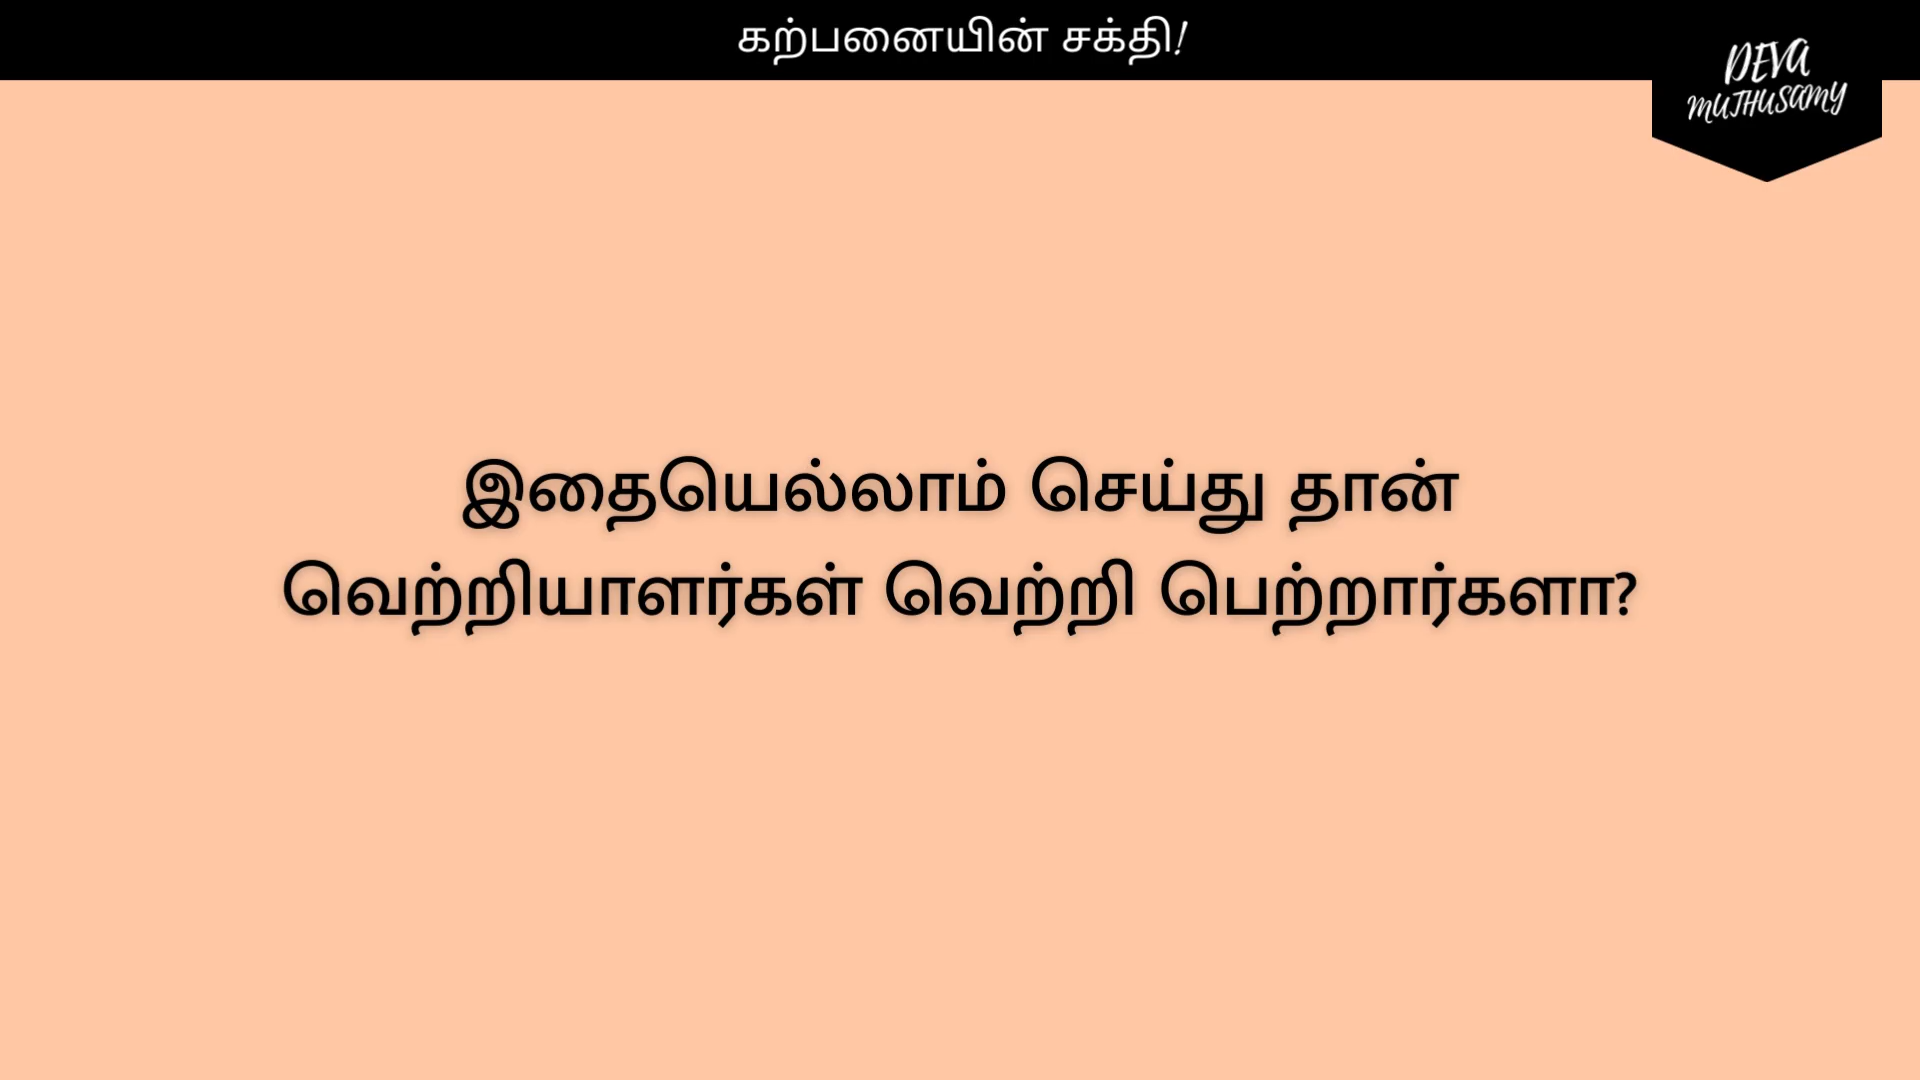 கற்பனையின் சக்தி!
DEVA
MUTHUSAMY
இதையெல்லாம் செய்து தான்
வெற்றியாளர்கள் வெற்றி பெற்றார்களா?